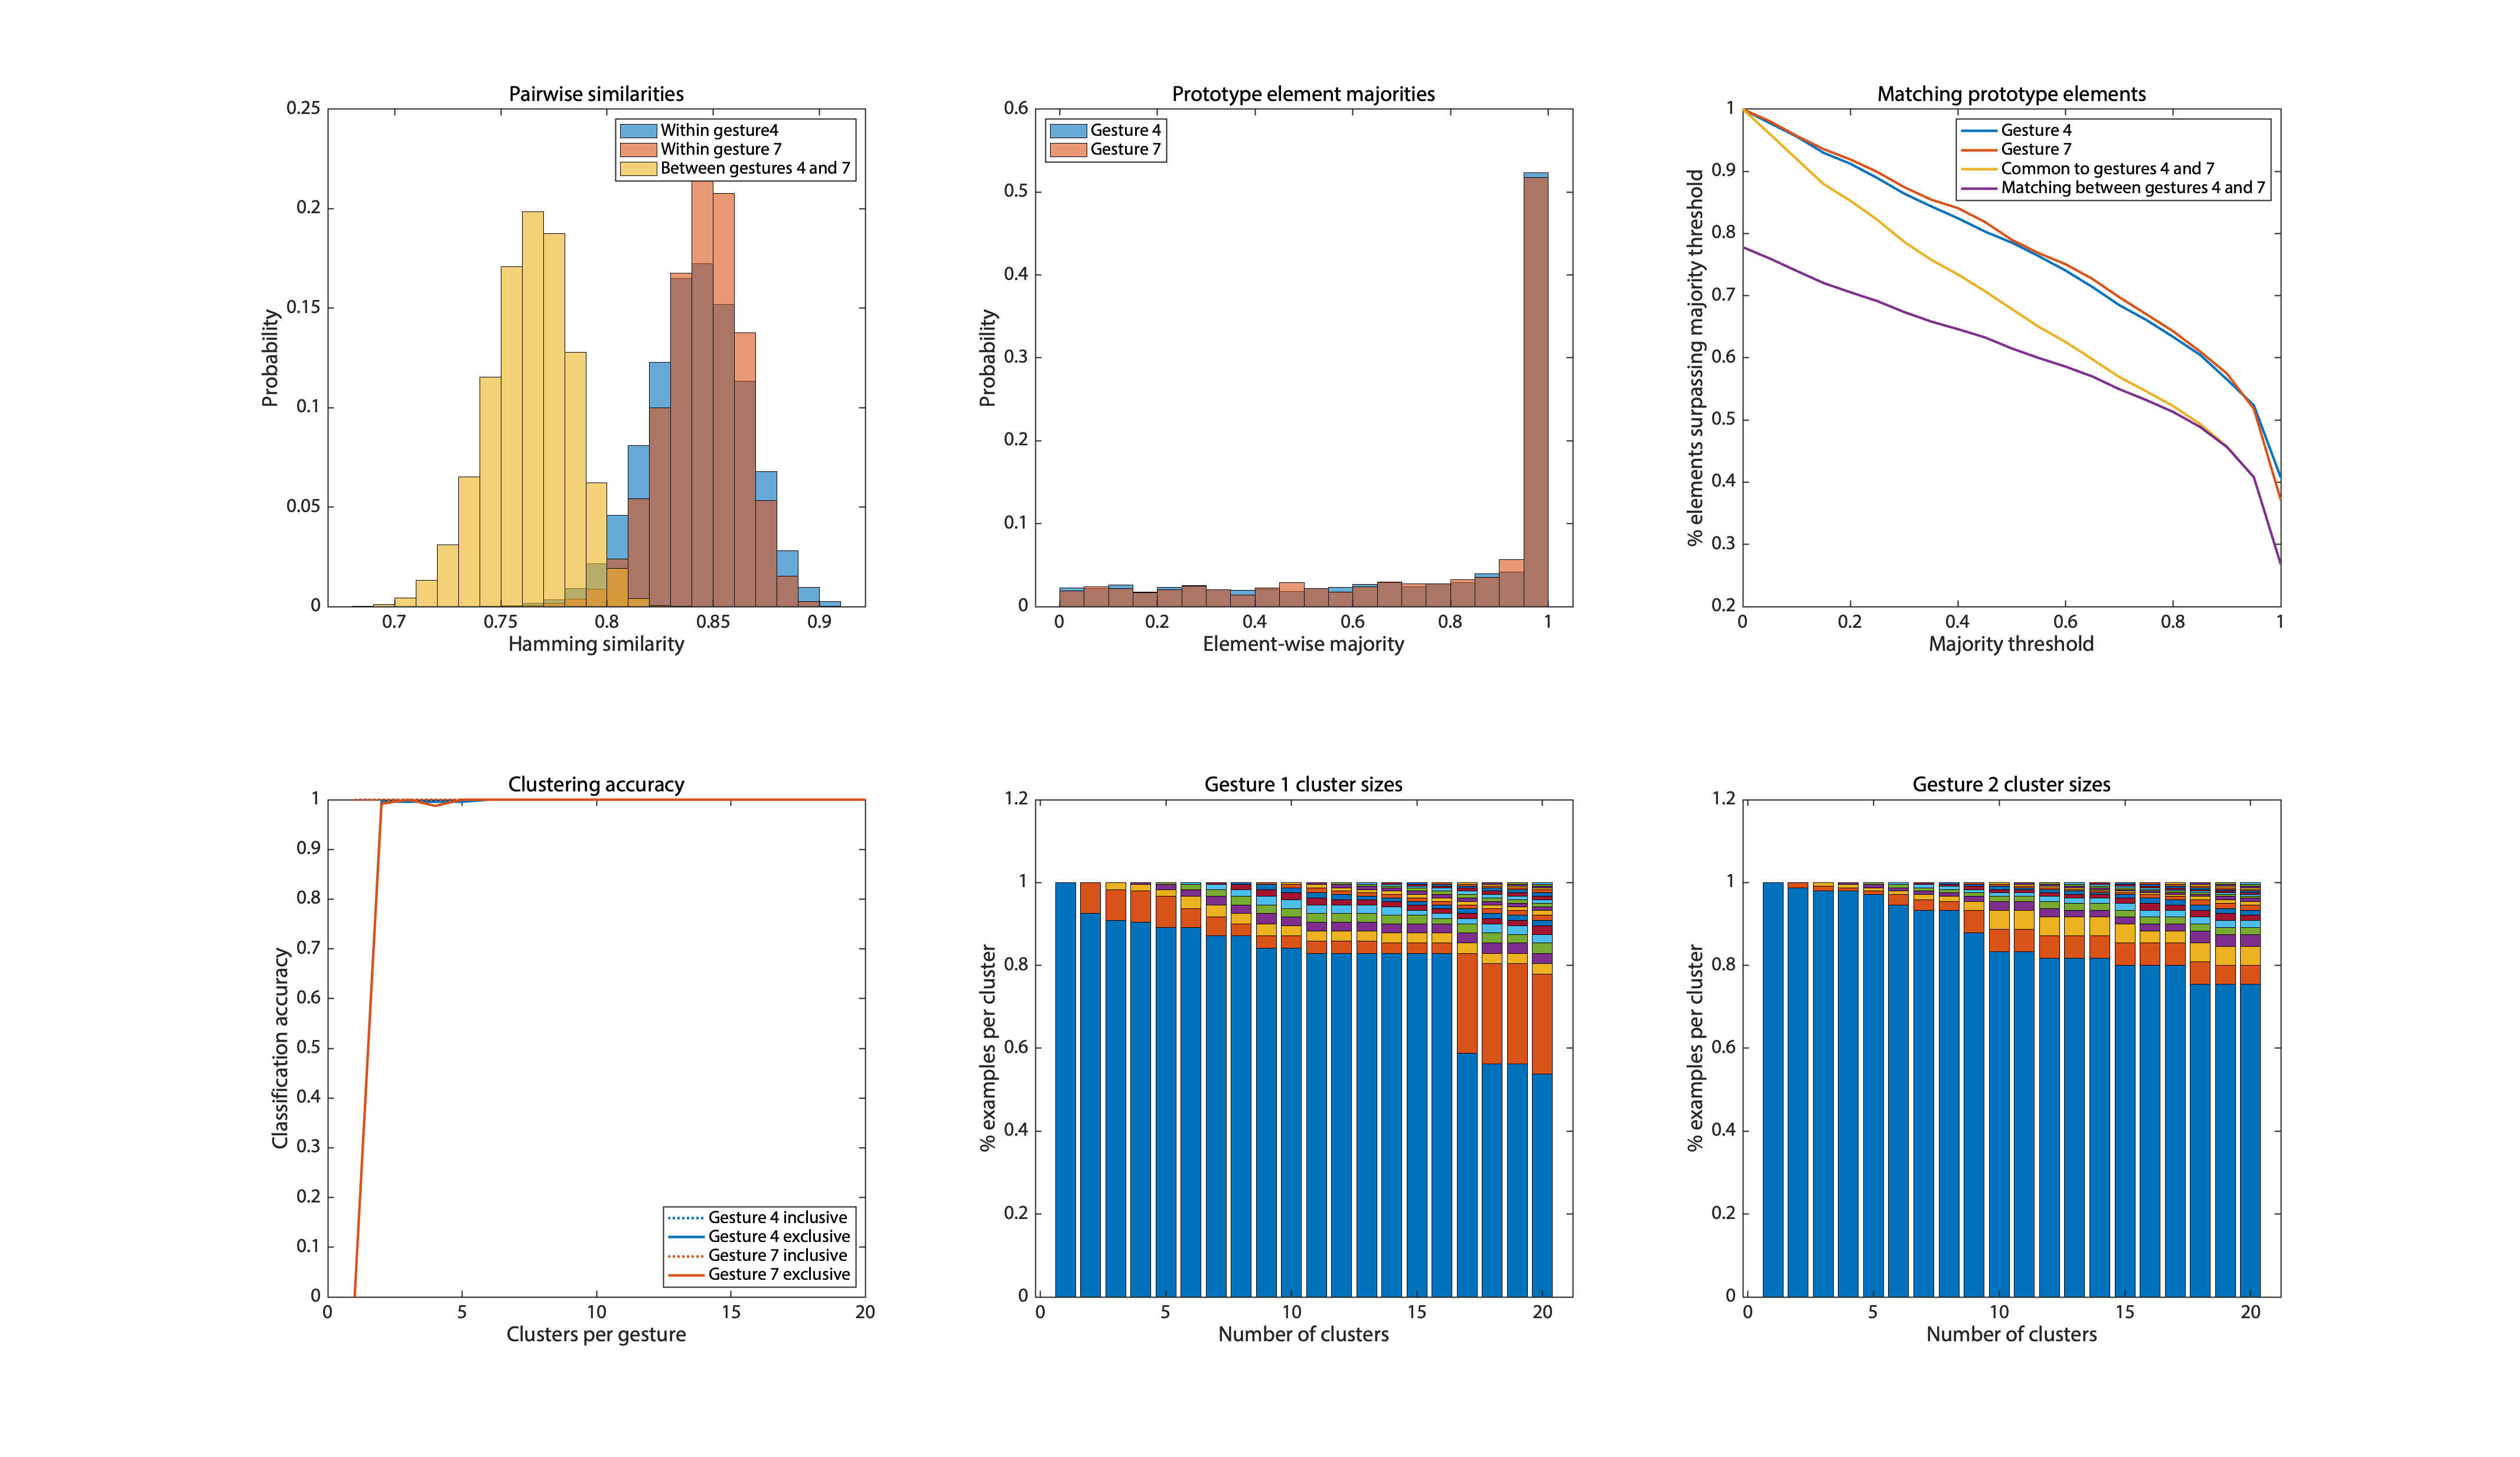 Pairwise similarities
0.25
0.2
0.15
0.1
0.05
0
Probability
Within gesture4
Within gesture 7
Between gestures 4 and 7
0.7 0.75 0.8 0.85 0.9
Hamming similarity
Prototype element majorities
0.6
0.5
0.4
0.3
0.2
0.1
0
Probability
Gesture 4
Gesture 7
0 0.2 0.4 0.6 0.8 1
Element-wise majority
Matching prototype elements
1
0.9
0.8
0.7
0.6
0.5
0.4
0.3
0.2
% elements surpassing majority threshold
Gesture 4
Gesture 7
Common to gestures 4 and 7
Matching between gestures 4 and 7
0 0.2 0.4 0.6 0.8 1
Majority threshold
Clustering accuracy
1
0.9
0.8
0.7
0.6
0.5
0.4
0.3
0.2
0.1
0
Classification accuracy
Gesture 4 inclusive
Gesture 4 exclusive
Gesture 7 inclusive
Gesture 7 exclusive
0 5 10 15 20
Clusters per gesture
Gesture 1 cluster sizes
1.2
1
0.8
0.6
0.4
0.2
0
% examples per cluster
0 5 10 15 20
Number of clusters
Gesture 2 cluster sizes
1.2
1
0.8
0.6
0.4
0.2
0
% examples per cluster
0 5 10 15 20
Number of clusters